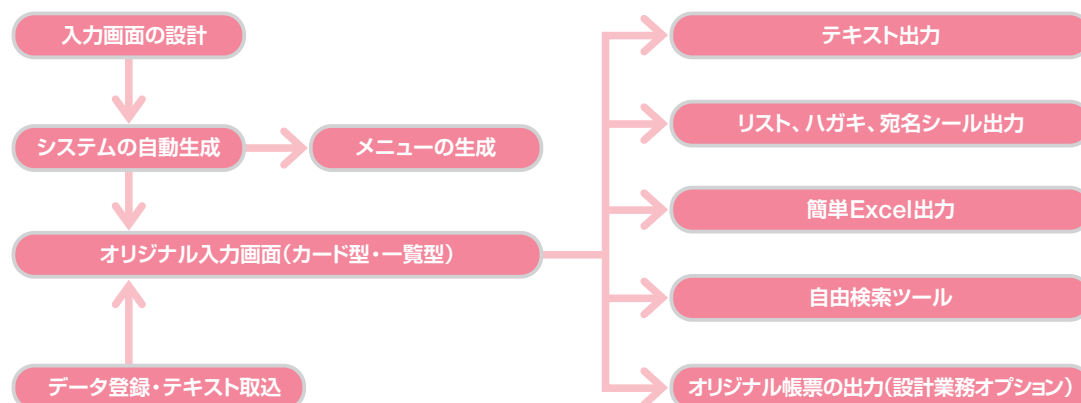 入力画面の設計
システムの自動生成
メニューの生成
オリジナル入力画面(カード型・一覧型)
データ登録・テキスト取込
テキスト出力
リスト、ハガキ、宛名シール出力
簡単Excel出力
自由検索ツール
オリジナル帳票の出力(設計業務オプション)